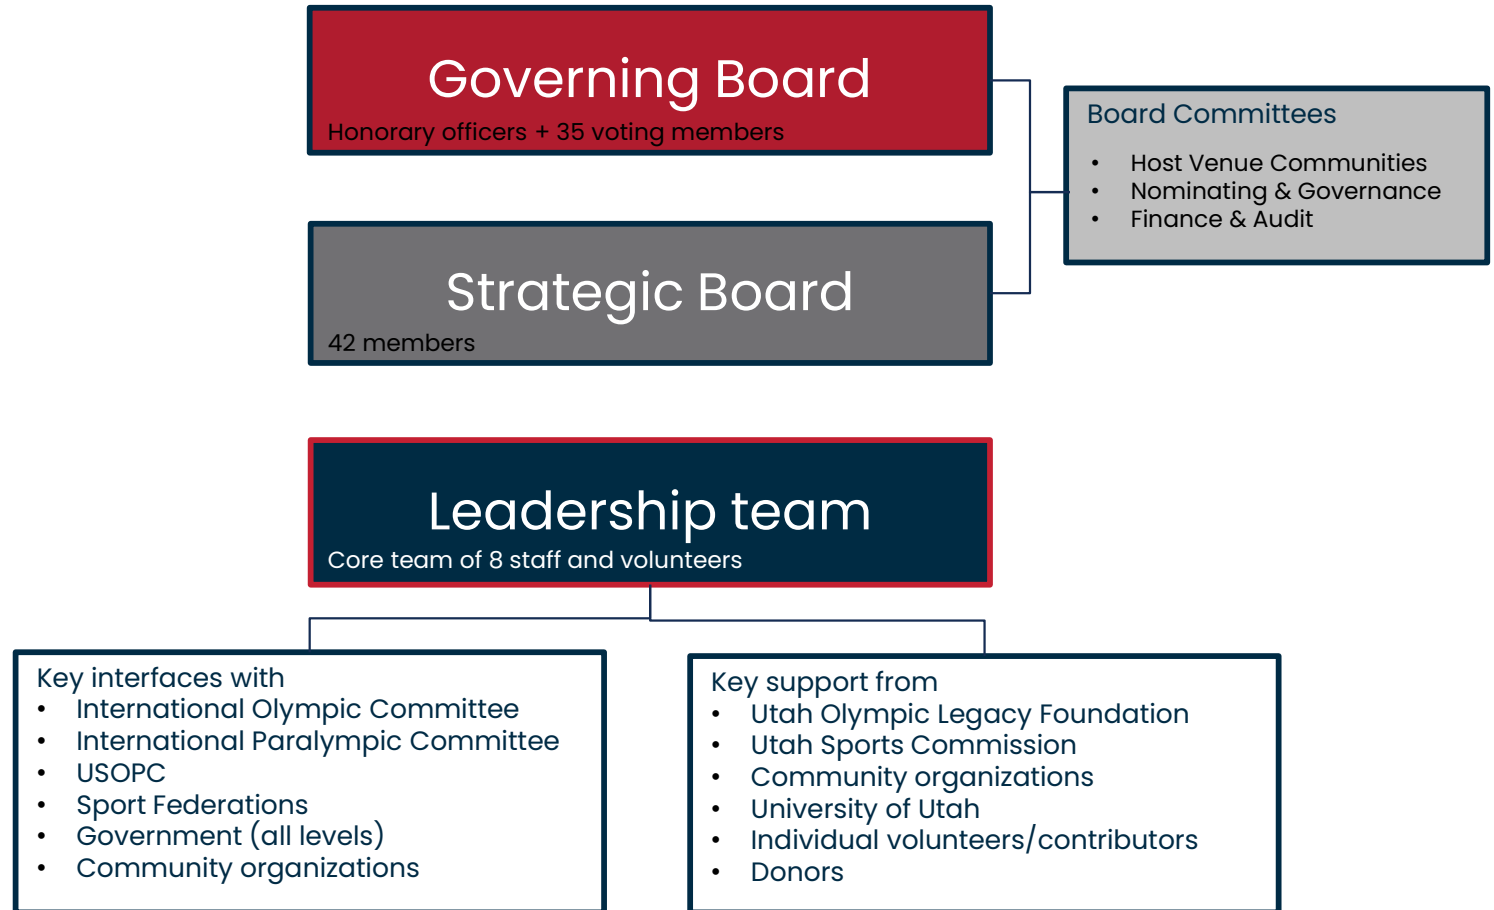 Governing Board
Honorary officers + 35 voting members
Board Committees
• Host Venue Communities
• Nominating & Governance
• Finance & Audit
Strategic Board
42 members
Leadership team
Core team of 8 staff and volunteers
Key interfaces with
• International Olympic Committee
• International Paralympic Committee
• USOPC
• Sport Federations
• Government (all levels)
• Community organizations
Key support from
• Utah Olympic Legacy Foundation
• Utah Sports Commission
• Community organizations
• University of Utah
• Individual volunteers/contributors
• Donors